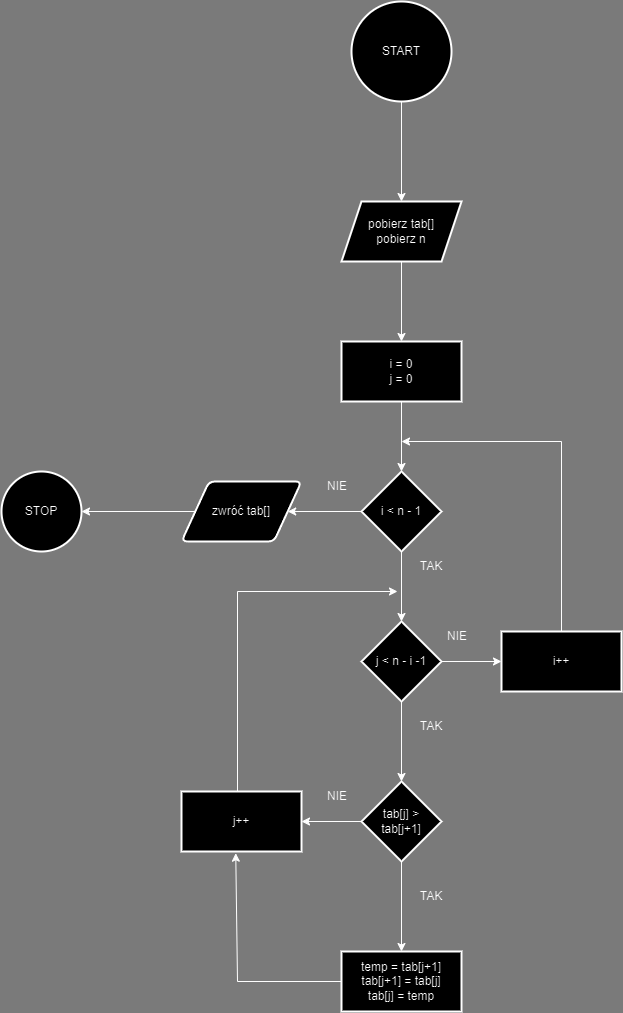 START
pobierz tab[]
pobierz n
i = 0
j = 0
NIE
STOP
zwróć tab[]
i < n - 1
TAK
NIE
j < n - i -1
i++
TAK
NIE
j++
tab[j] >
tab[j+1]
TAK
temp = tab[j+1]
tab[j+1] = tab[j]
tab[j] = temp